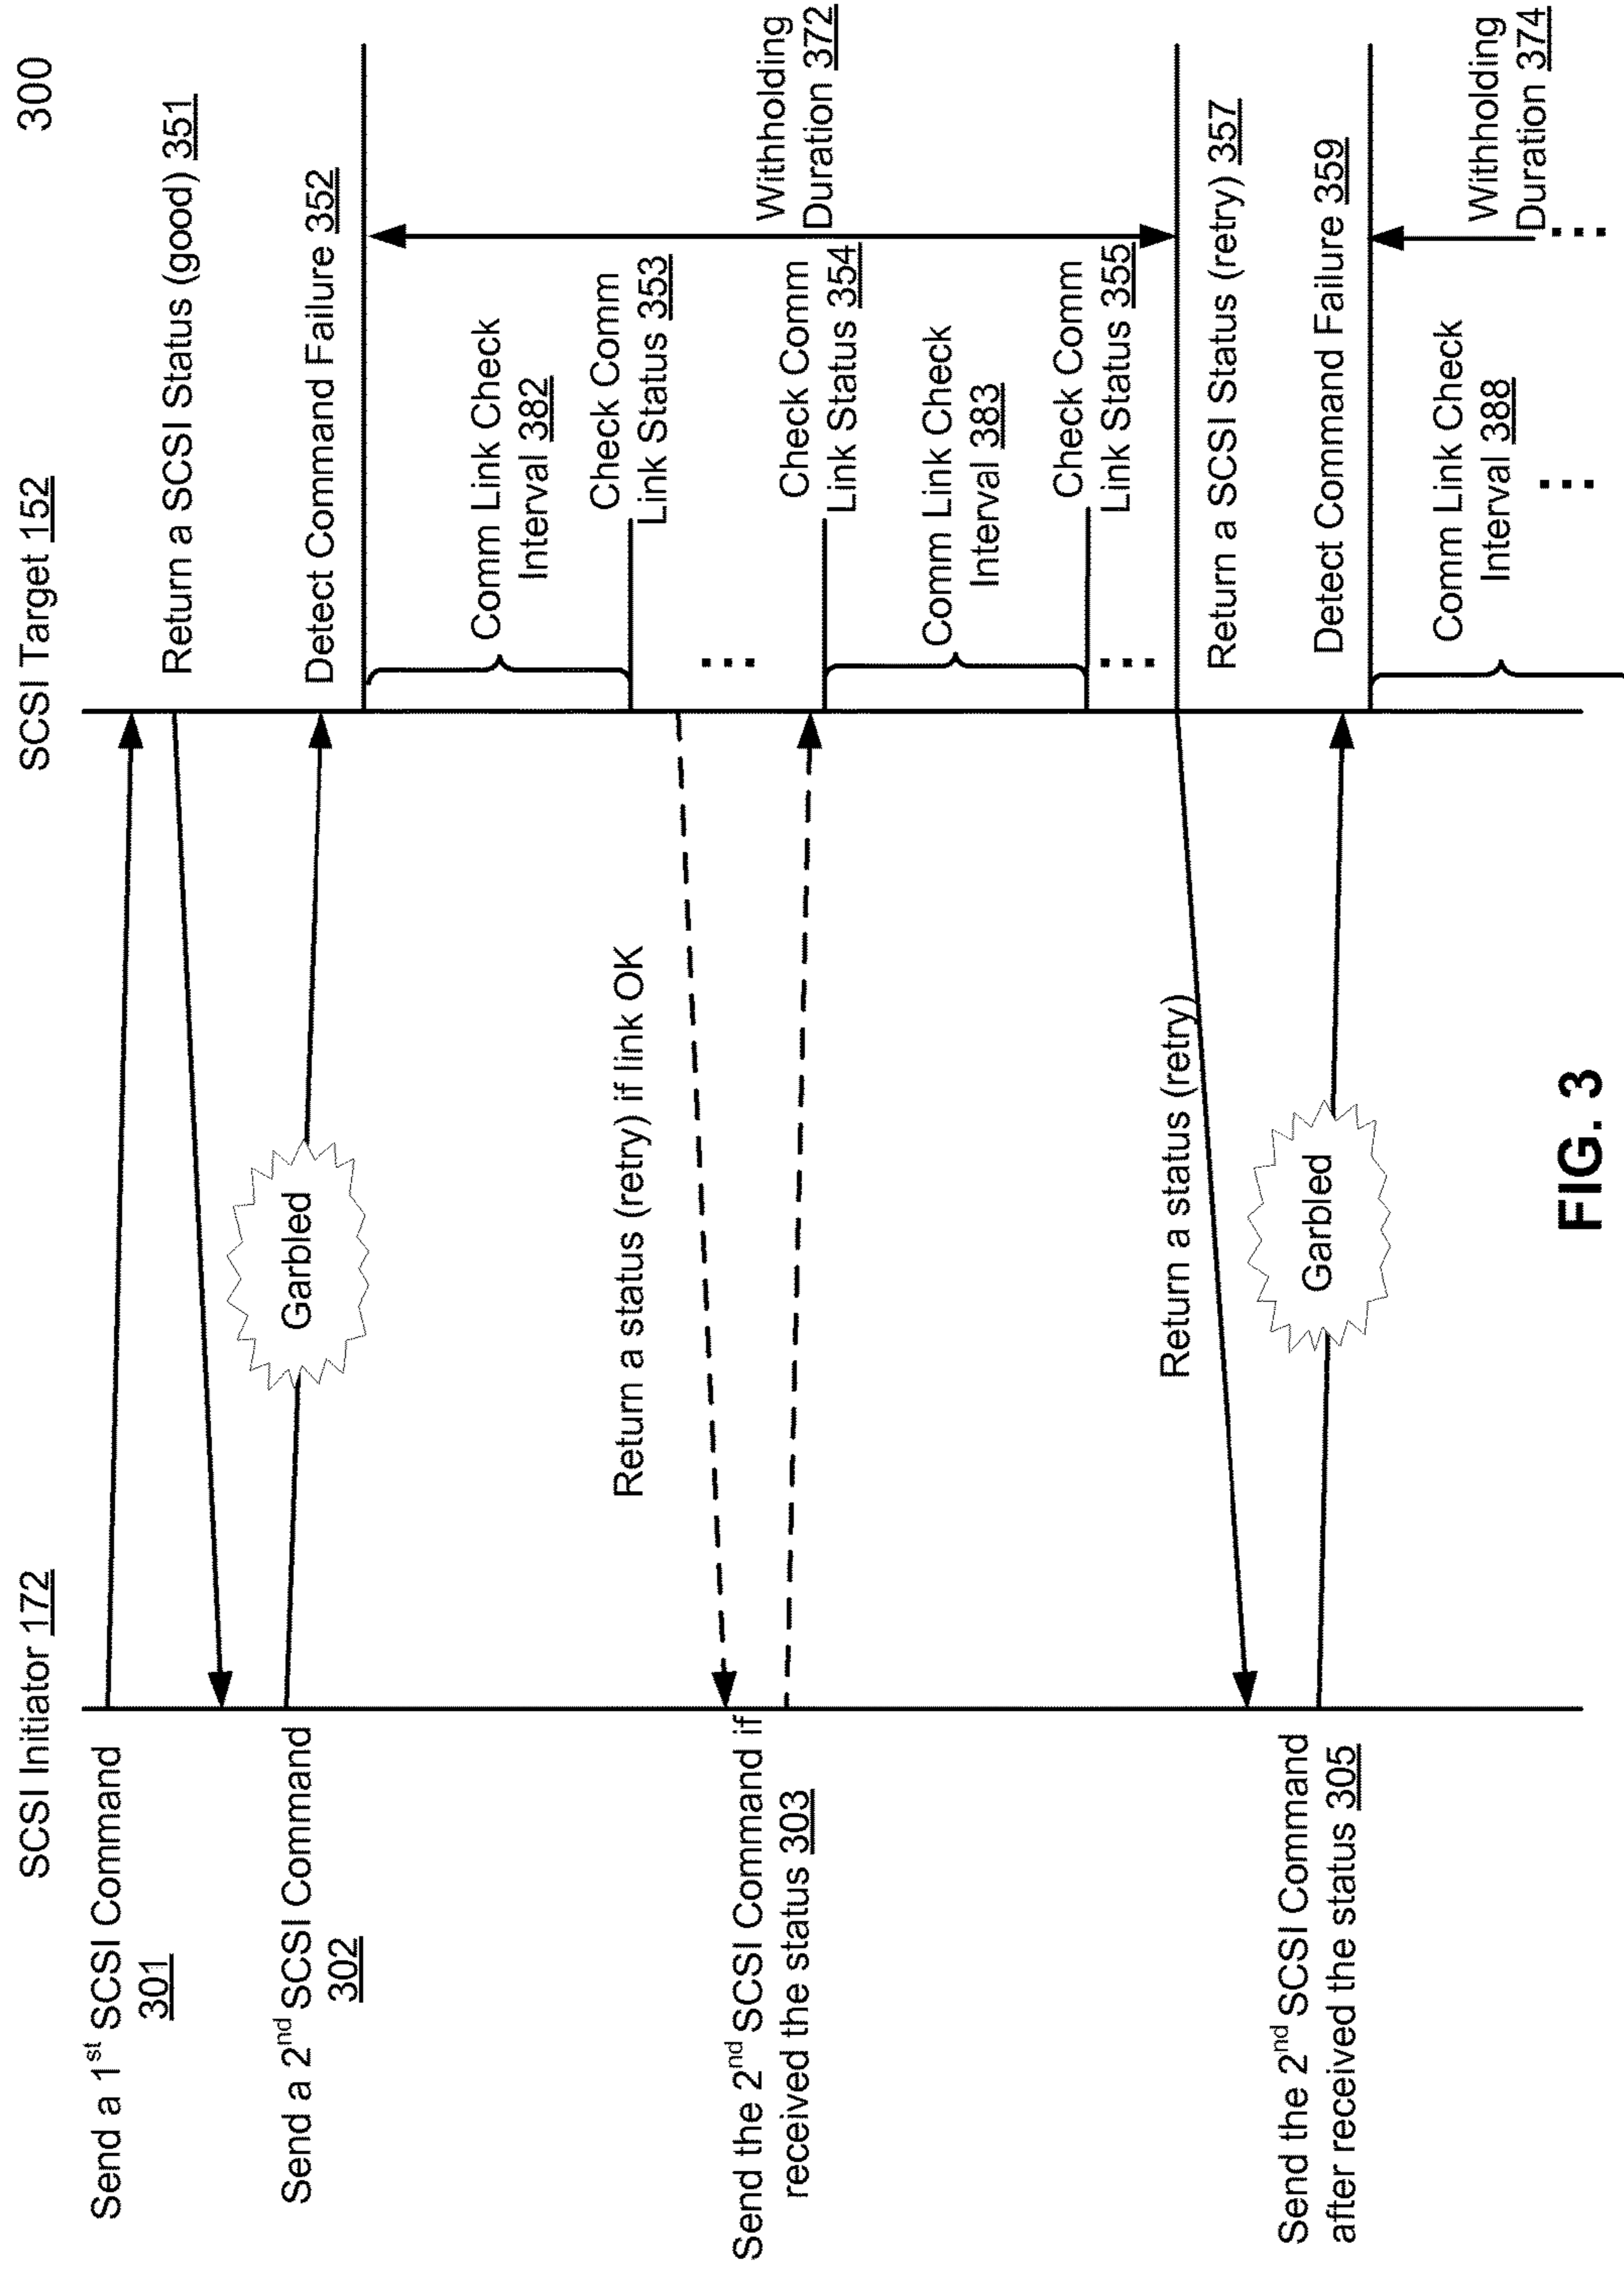 300
SCSI Initiator 172
SCSI Target 152
Send a 1st SCSI Command
301
Return a SCSI Status (good) 351
Send a 2nd SCSI Command
302
Garbled
Detect Command Failure 352
Comm Link Check
Interval 382
Withholding
Duration 372
Check Comm
Link Status 353
Return a status (retry) if link OK
Send the 2nd SCSI Command if
received the status 303
Check Comm
Link Status 354
Comm Link Check
Interval 383
Check Comm
Link Status 355
Return a status (retry)
Return a SCSI Status (retry) 357
Send the 2nd SCSI Command
after received the status 305
Garbled
Detect Command Failure 359
Comm Link Check
Interval 388
Withholding
Duration 374
FIG. 3